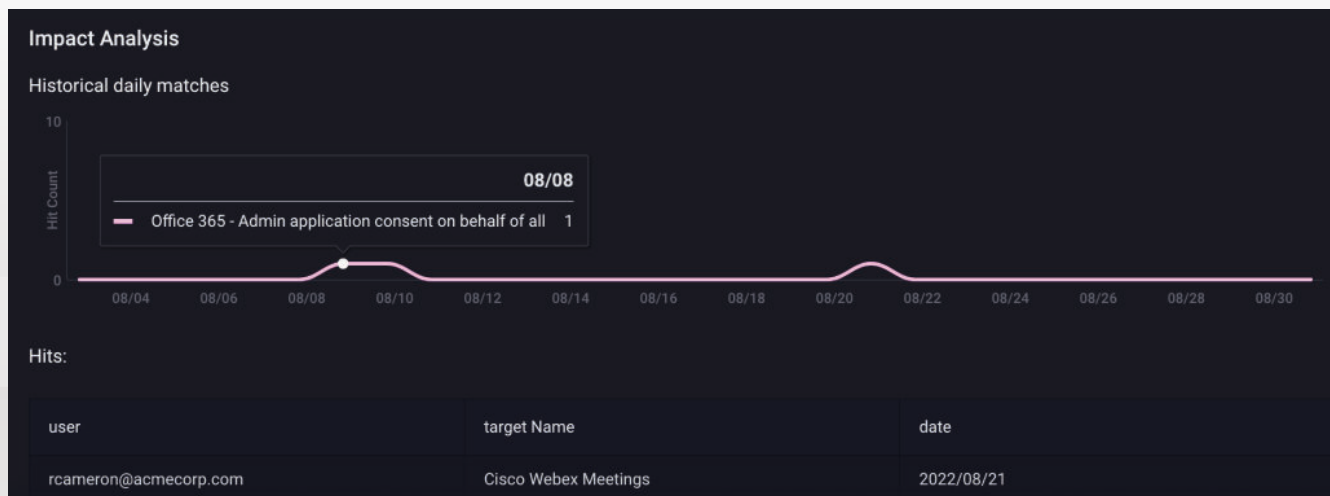 Impact Analysis
Historical daily matches
10
Hit Count
08/08
Office 365 - Admin application consent on behalf of all 1
0
08/04 08/06 08/08 08/10 08/12 08/14 08/16 08/18 08/20 08/22 08/24 08/26 08/28 08/30
Hits:
user target Name date
rcameron@acmecorp.com Cisco Webex Meetings 2022/08/21